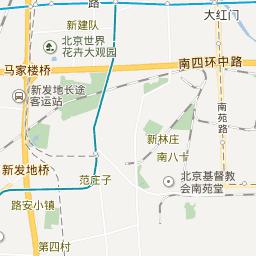 路
大红门
新建队
北京世界
花卉大观园
马家楼桥
南四环中路
新发地长途
客运站
南苑路
新林庄
南八十
新发地桥
范庄子
北京基督教
会南苑堂
路安小镇
第四村